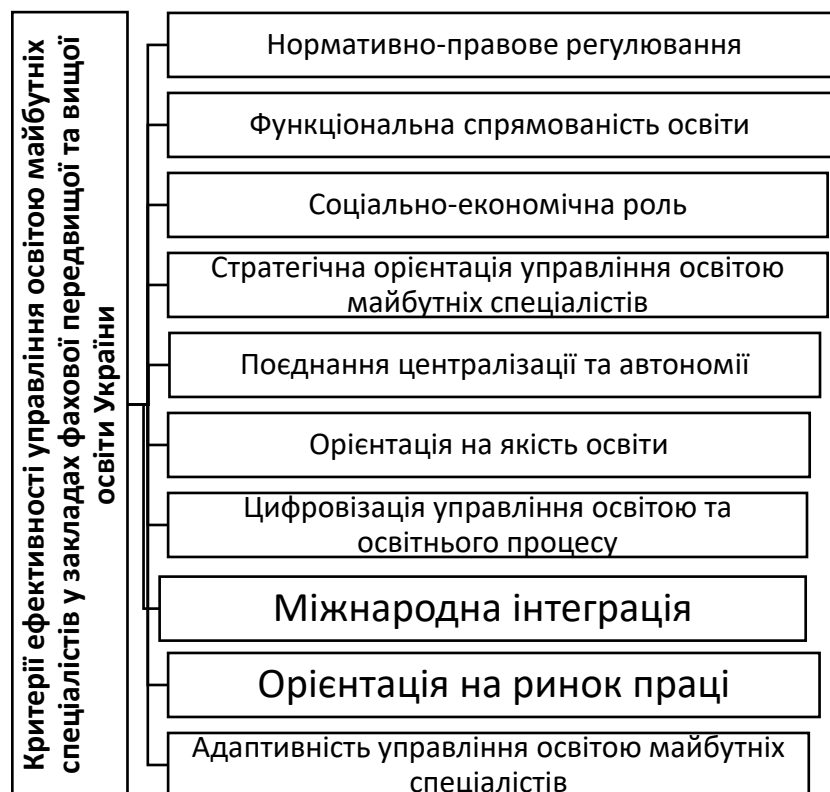 Критерії ефективності управління освітою майбутніх
спеціалістів у закладах фахової передвищої та вищої
освіти України
Нормативно-правове регулювання
Функціональна спрямованість освіти
Соціально-економічна роль
Стратегічна орієнтація управління освітою
майбутніх спеціалістів
Поєднання централізації та автономії
Орієнтація на якість освіти
Цифровізація управління освітою та
освітнього процесу
Міжнародна інтеграція
Орієнтація на ринок праці
Адаптивність управління освітою майбутніх
спеціалістів